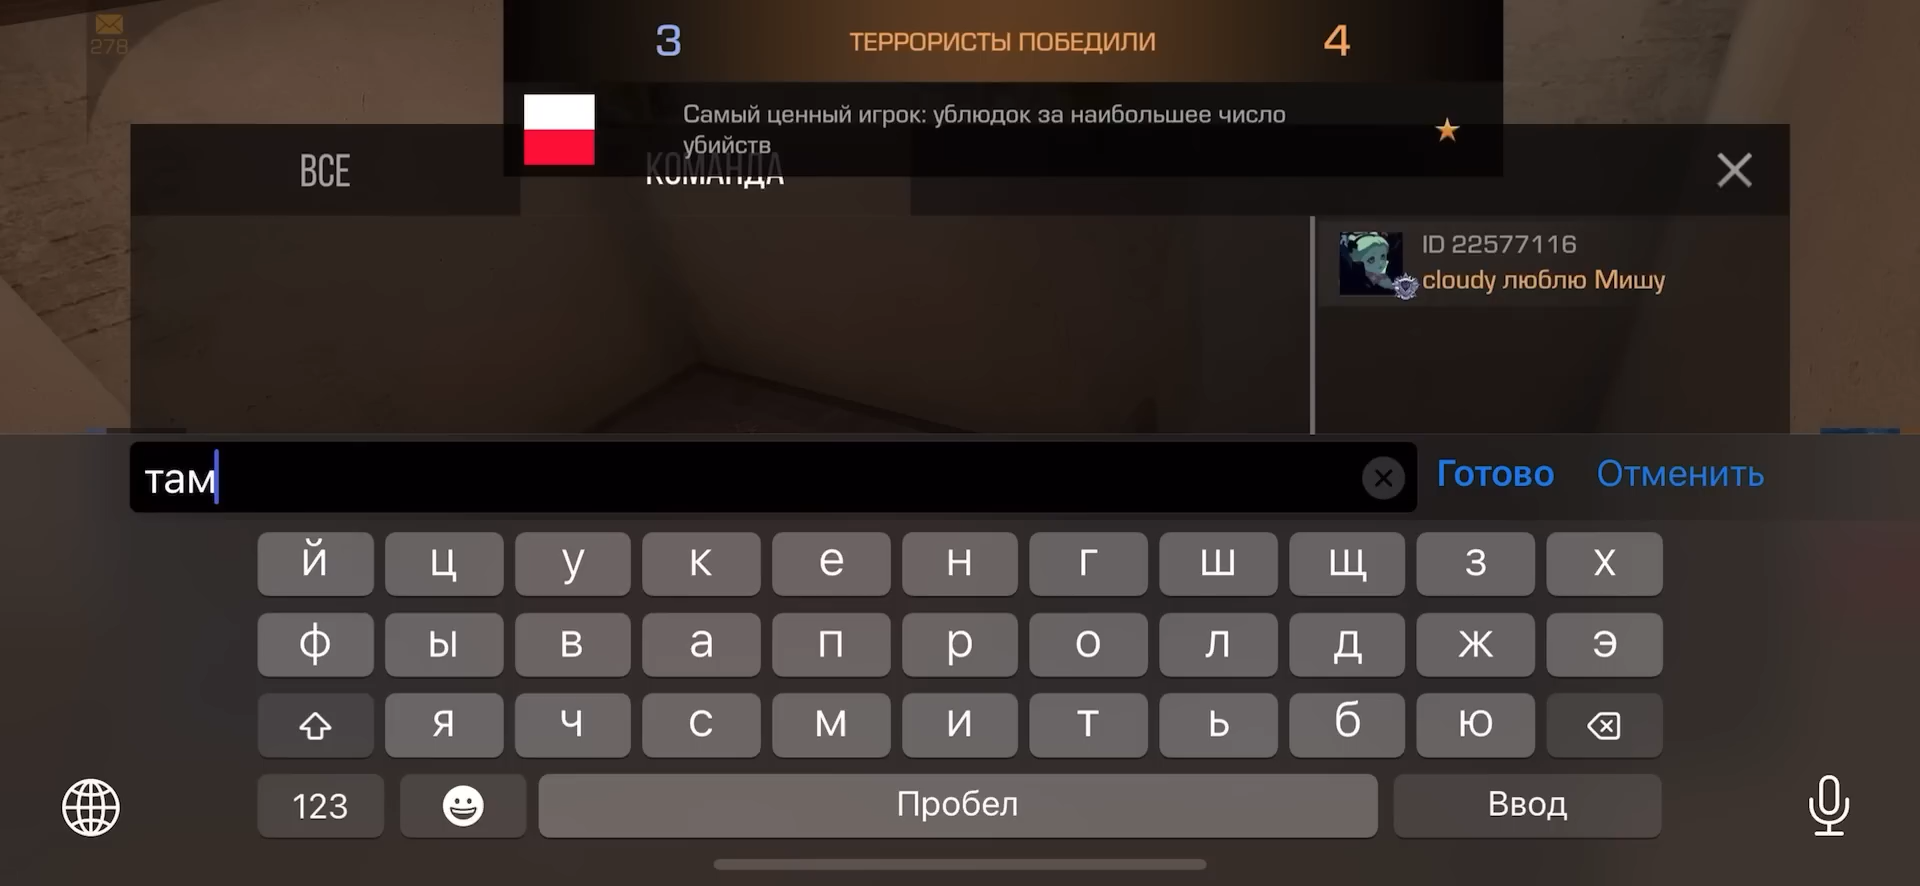 278
3 ТЕРРОРИСТЫ ПОБЕДИЛИ 4
Самый ценный игрок: ублюдок за наибольшее число
убийств
ВСЕ
КОМАНДА
ID 22577116
cloudy люблю Мишу
там
Готово Отменить
й ц у к е н г ш щ з х
ф ы в а п р о л д ж э
я ч с м и т ь б ю
123 Пробел Ввод